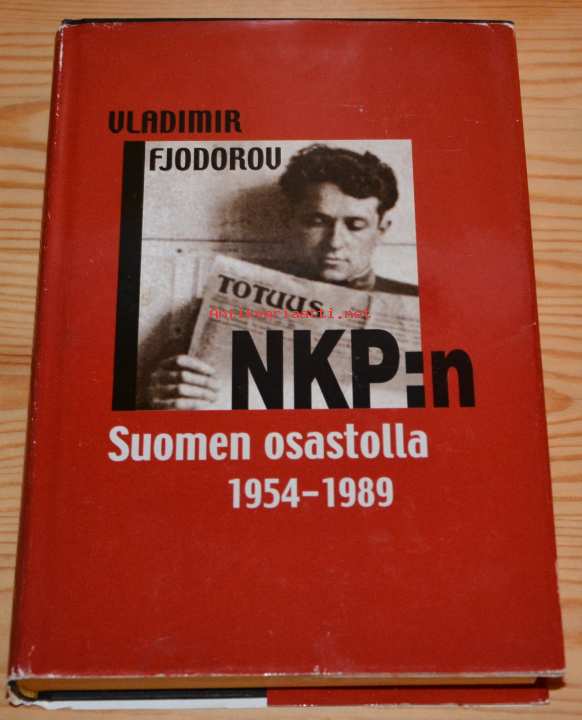 VLADIMIR
FJODOROV
TOTUUS
Antikvariaatti.net
NKP:n
Suomen osastolla
1954–1989